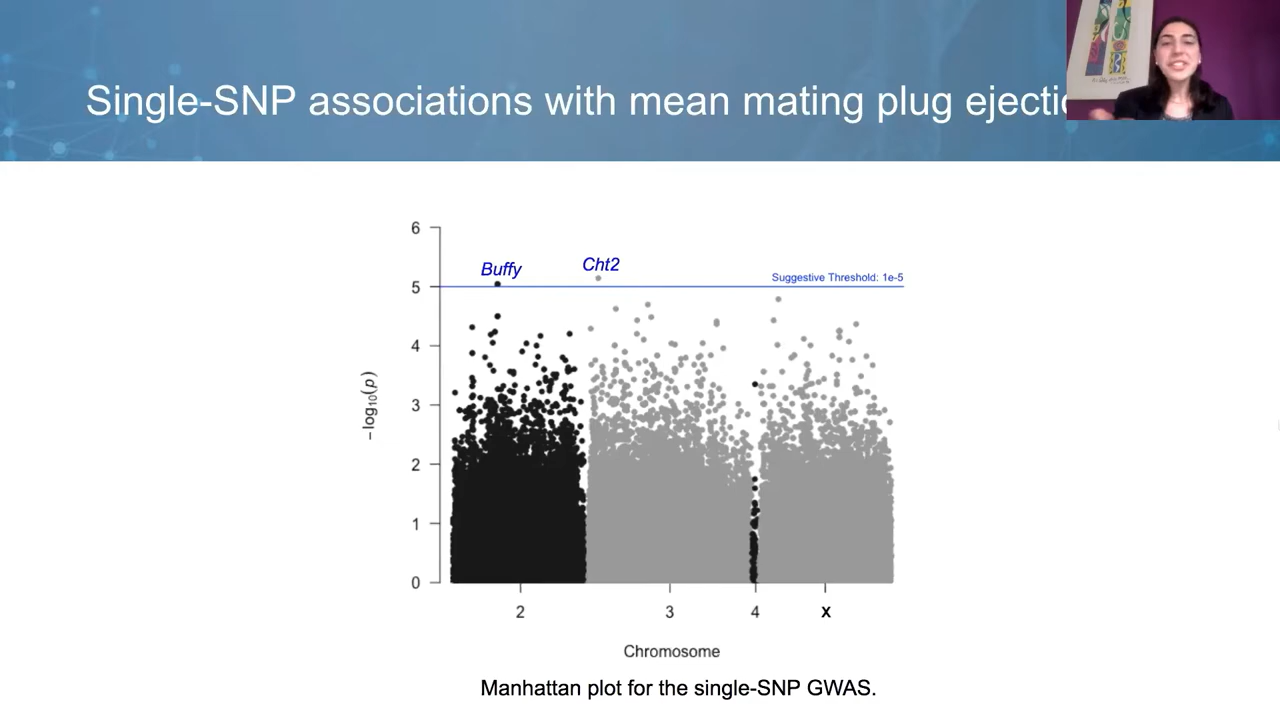 Single-SNP associations with mean mating plug ejectio
6
Buffy
Cht2
Suggestive Threshold: 1e-5
5
4
3
2
1
0
−log10(p)
2
3
4
X
Chromosome
Manhattan plot for the single-SNP GWAS.